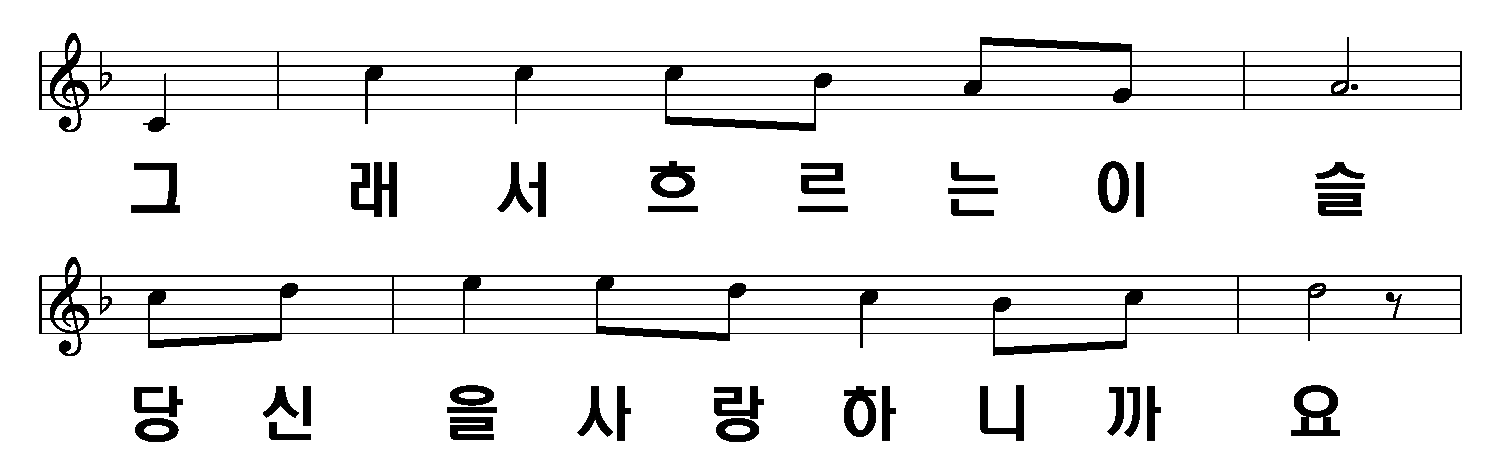 그 래 서 흐 르 는 이 슬
당 신 을 사 랑 하 니 까 요